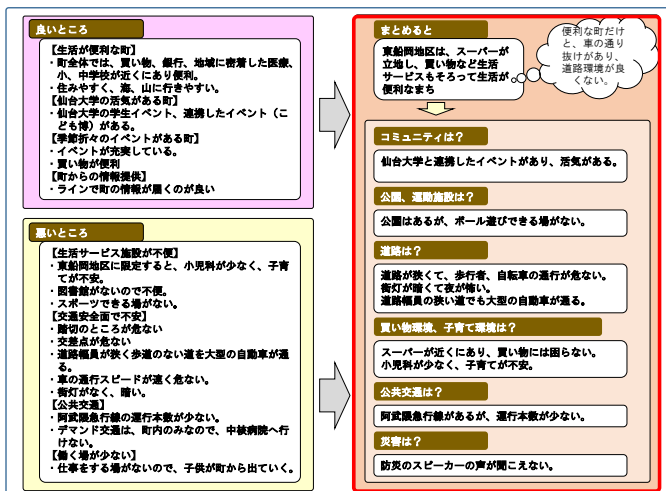 良いところ
【生活が便利な町】
・町全体では、買い物、銀行、地域に密着した医療、
小、中学校が近くにあり便利。
・住みやすく、海、山に行きやすい。
【仙台大学の活気がある町】
・仙台大学の学生イベント、連携したイベント（こ
ども博）がある。
【季節折々のイベントがある町】
・イベントが充実している。
・買い物が便利
【町からの情報提供】
・ラインで町の情報が届くのが良い
悪いところ
【生活サービス施設が不便】
・東船岡地区に限定すると、小児科が少なく、子育
てが不安。
・図書館がないので不便。
・スポーツできる場がない。
【交通安全面で不安】
・踏切のところが危ない
・交差点が危ない
・道路幅員が狭く歩道のない道を大型の自動車が通
る。
・車の通行スピードが速く危ない。
・街灯がなく、暗い。
【公共交通】
・阿武隈急行線の運行本数が少ない。
・デマンド交通は、町内のみなので、中核病院へ行
けない。
【働く場が少ない】
・仕事をする場がないので、子供が町から出ていく。
まとめると
東船岡地区は、スーパーが
立地し、買い物など生活
サービスもそろって生活が
便利なまち
便利な町だけ
ど、車の通り
抜けがあり、
道路環境が良
くない。
コミュニティは？
仙台大学と連携したイベントがあり、活気がある。
公園、運動施設は？
公園はあるが、ボール遊びできる場がない。
道路は？
道路が狭くて、歩行者、自転車の通行が危ない。
街灯が暗くて夜が怖い。
道路幅員の狭い道でも大型の自動車が通る。
買い物環境、子育て環境は？
スーパーが近くにあり、買い物には困らない。
小児科が少なく、子育てが不安。
公共交通は？
阿武隈急行線があるが、運行本数が少ない。
災害は？
防災のスピーカーの声が聞こえない。